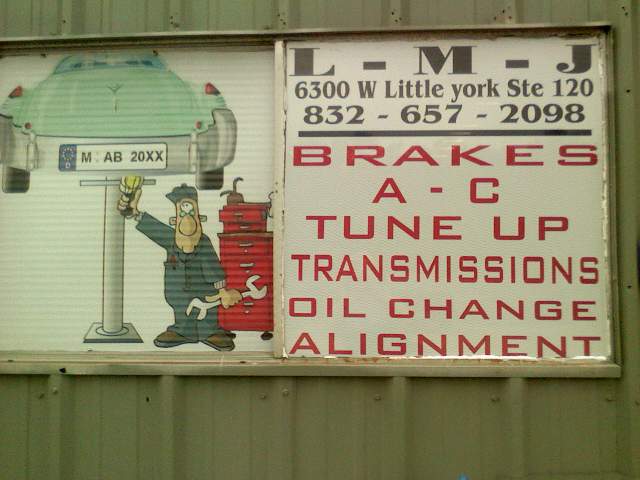 L - M - J
6300 W Little york Ste 120
832 - 657 - 2098
BRAKES
A - C
TUNE UP
TRANSMISSIONS
OIL CHANGE
ALIGNMENT
M AB 20XX